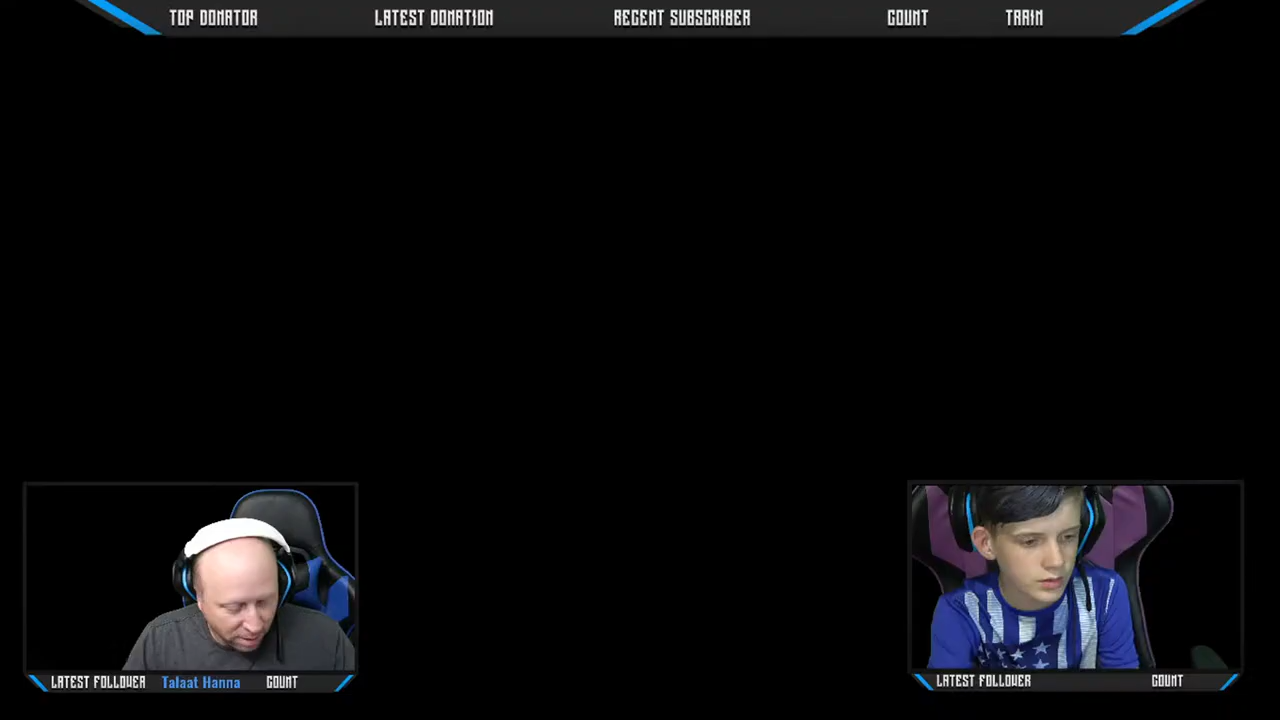 TOP DONATOR LATEST DONATION RECENT SUBSCRIBER COUNT TRAIN
LATEST FOLLOWER Talaat Hanna COUNT
LATEST FOLLOWER COUNT